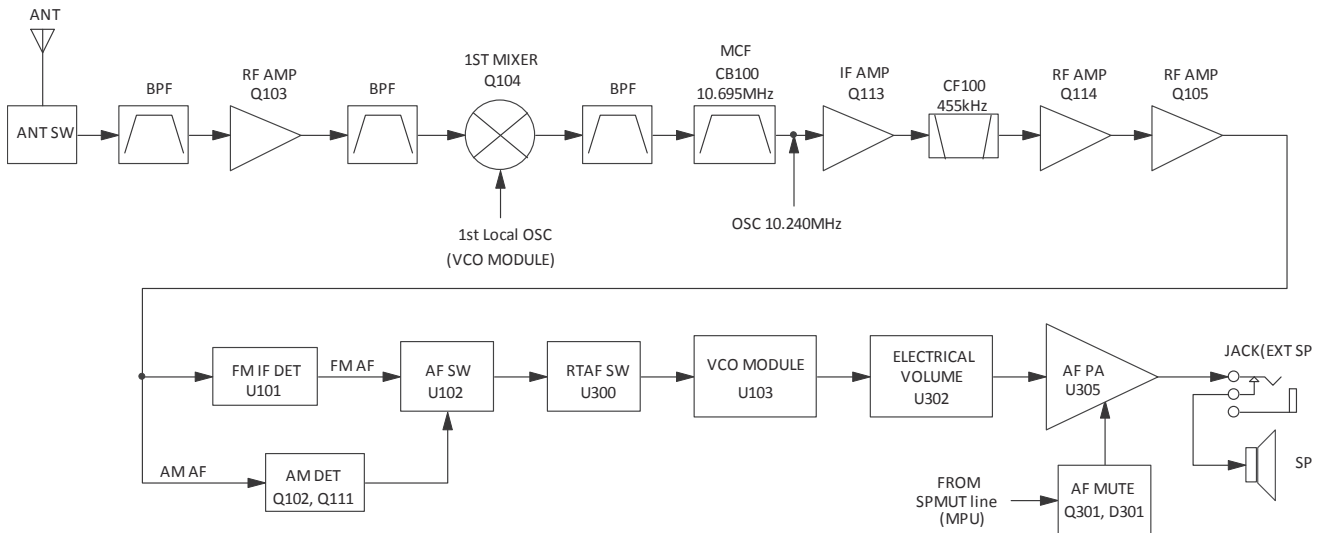 ANT
ANT SW
BPF
RF AMP
Q103
BPF
1ST MIXER
Q104
1st Local OSC
(VCO MODULE)
BPF
MCF
CB100
10.695MHz
OSC 10.240MHz
IF AMP
Q113
CF100
455kHz
RF AMP
Q114
RF AMP
Q105
FM IF DET
U101
FM AF
AF SW
U102
RTAF SW
U300
VCO MODULE
U103
ELECTRICAL
VOLUME
U302
AF PA
U305
JACK(EXT SP
SP
AM AF
AM DET
Q102, Q111
FROM
SPMUT line
(MPU)
AF MUTE
Q301, D301